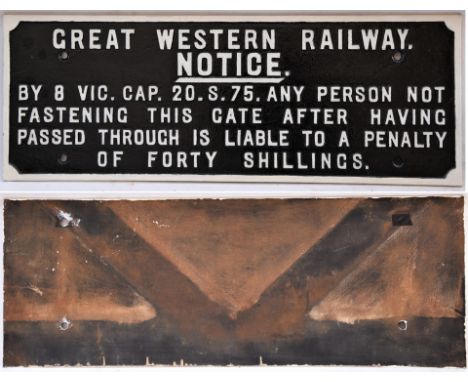 GREAT WESTERN RAILWAY.
NOTICE.
BY 8 VIC. CAP. 20. S. 75. ANY PERSON NOT
FASTENING THIS GATE AFTER HAVING
PASSED THROUGH IS LIABLE TO A PENALTY
OF FORTY SHILLINGS.